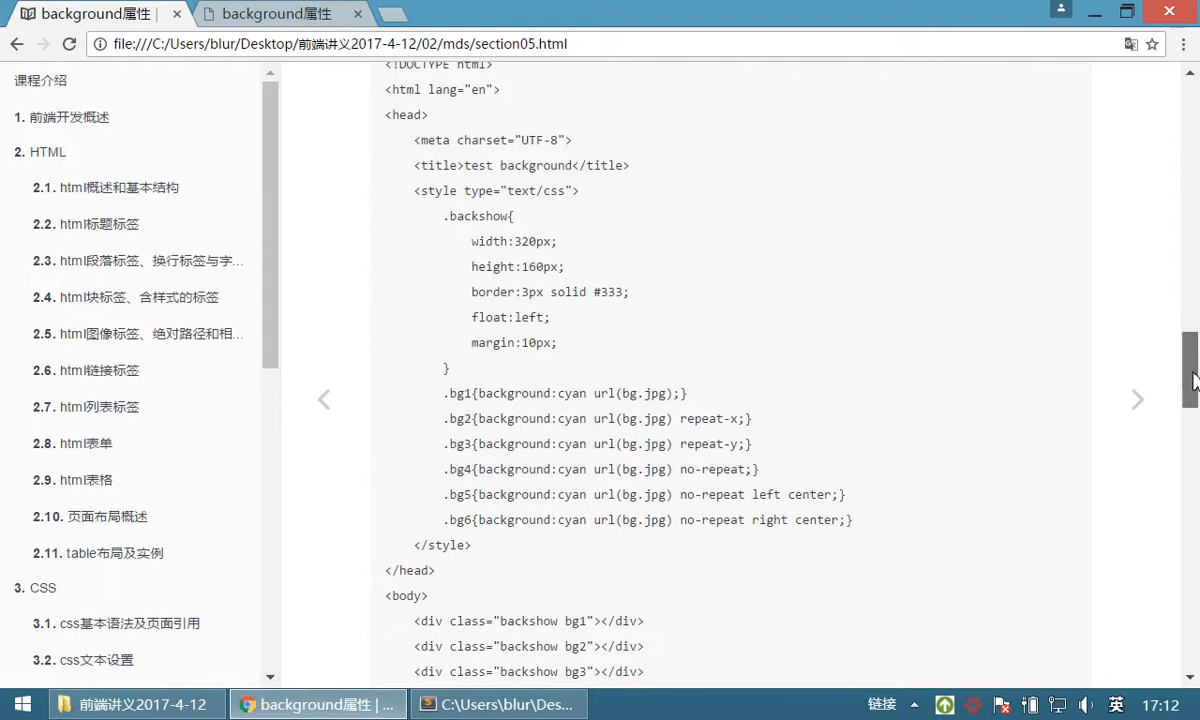 background属性 |
background属性
file:///C:/Users/blur/Desktop/前端讲义2017-4-12/02/mds/section05.html
课程介绍
1. 前端开发概述
2. HTML
2.1. html概述和基本结构
2.2. html标题标签
2.3. html段落标签、换行标签与字...
2.4. html块标签、含样式的标签
2.5. html图像标签、绝对路径和相...
2.6. html链接标签
2.7. html列表标签
2.8. html表单
2.9. html表格
2.10. 页面布局概述
2.11. table布局及实例
3. CSS
3.1. css基本语法及页面引用
3.2. css文本设置
<!DOCTYPE html>
<html lang="en">
<head>
<meta charset="UTF-8">
<title>test background</title>
<style type="text/css">
.backshow{
width:320px;
height:160px;
border:3px solid #333;
float:left;
margin:10px;
}
.bg1{background:cyan url(bg.jpg);}
.bg2{background:cyan url(bg.jpg) repeat-x;}
.bg3{background:cyan url(bg.jpg) repeat-y;}
.bg4{background:cyan url(bg.jpg) no-repeat;}
.bg5{background:cyan url(bg.jpg) no-repeat left center;}
.bg6{background:cyan url(bg.jpg) no-repeat right center;}
</style>
</head>
<body>
<div class="backshow bg1"></div>
<div class="backshow bg2"></div>
<div class="backshow bg3"></div>
前端讲义2017-4-12
background属性 | ...
C:\Users\blur\Des...
链接
英
17:12